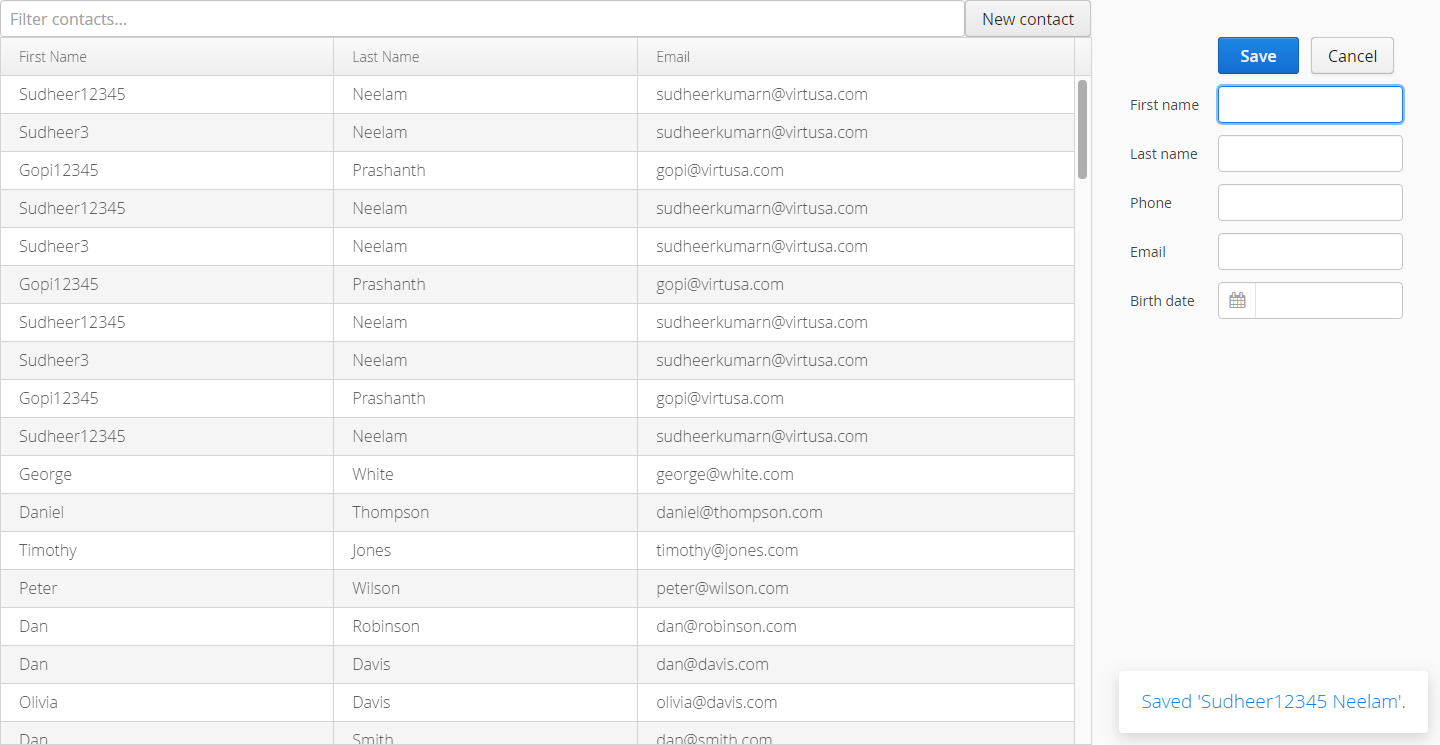 Filter contacts...
New contact
First Name Last Name Email
Sudheer12345 Neelam sudheerkumarn@virtusa.com
Sudheer3 Neelam sudheerkumarn@virtusa.com
Gopi12345 Prashanth gopi@virtusa.com
Sudheer12345 Neelam sudheerkumarn@virtusa.com
Sudheer3 Neelam sudheerkumarn@virtusa.com
Gopi12345 Prashanth gopi@virtusa.com
Sudheer12345 Neelam sudheerkumarn@virtusa.com
Sudheer3 Neelam sudheerkumarn@virtusa.com
Gopi12345 Prashanth gopi@virtusa.com
Sudheer12345 Neelam sudheerkumarn@virtusa.com
George White george@white.com
Daniel Thompson daniel@thompson.com
Timothy Jones timothy@jones.com
Peter Wilson peter@wilson.com
Dan Robinson dan@robinson.com
Dan Davis dan@davis.com
Olivia Davis olivia@davis.com
Dan Smith dan@smith.com
Save Cancel
First name
Last name
Phone
Email
Birth date
Saved 'Sudheer12345 Neelam'.